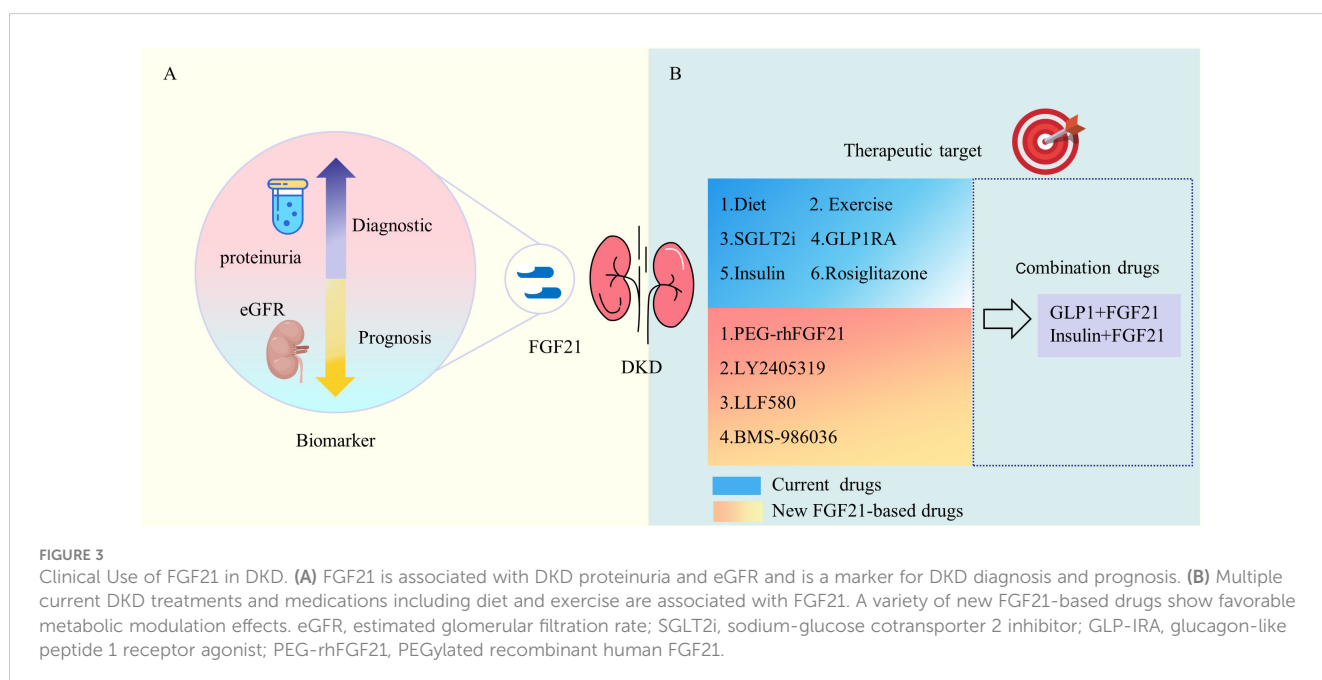 A
Diagnostic
proteinuria
eGFR
Prognosis
Biomarker
FGF21
DKD
B
Therapeutic target
1.Diet 2. Exercise
3.SGLT2i 4.GLP1RA
5.Insulin 6.Rosiglitazone
1.PEG-rhFGF21
2.LY2405319
3.LLF580
4.BMS-986036
Combination drugs
GLP1+FGF21
Insulin+FGF21
Current drugs
New FGF21-based drugs
FIGURE 3
Clinical Use of FGF21 in DKD. (A) FGF21 is associated with DKD proteinuria and eGFR and is a marker for DKD diagnosis and prognosis. (B) Multiple
current DKD treatments and medications including diet and exercise are associated with FGF21. A variety of new FGF21-based drugs show favorable
metabolic modulation effects. eGFR, estimated glomerular filtration rate; SGLT2i, sodium-glucose cotransporter 2 inhibitor; GLP-IRA, glucagon-like
peptide 1 receptor agonist; PEG-rhFGF21, PEGylated recombinant human FGF21.